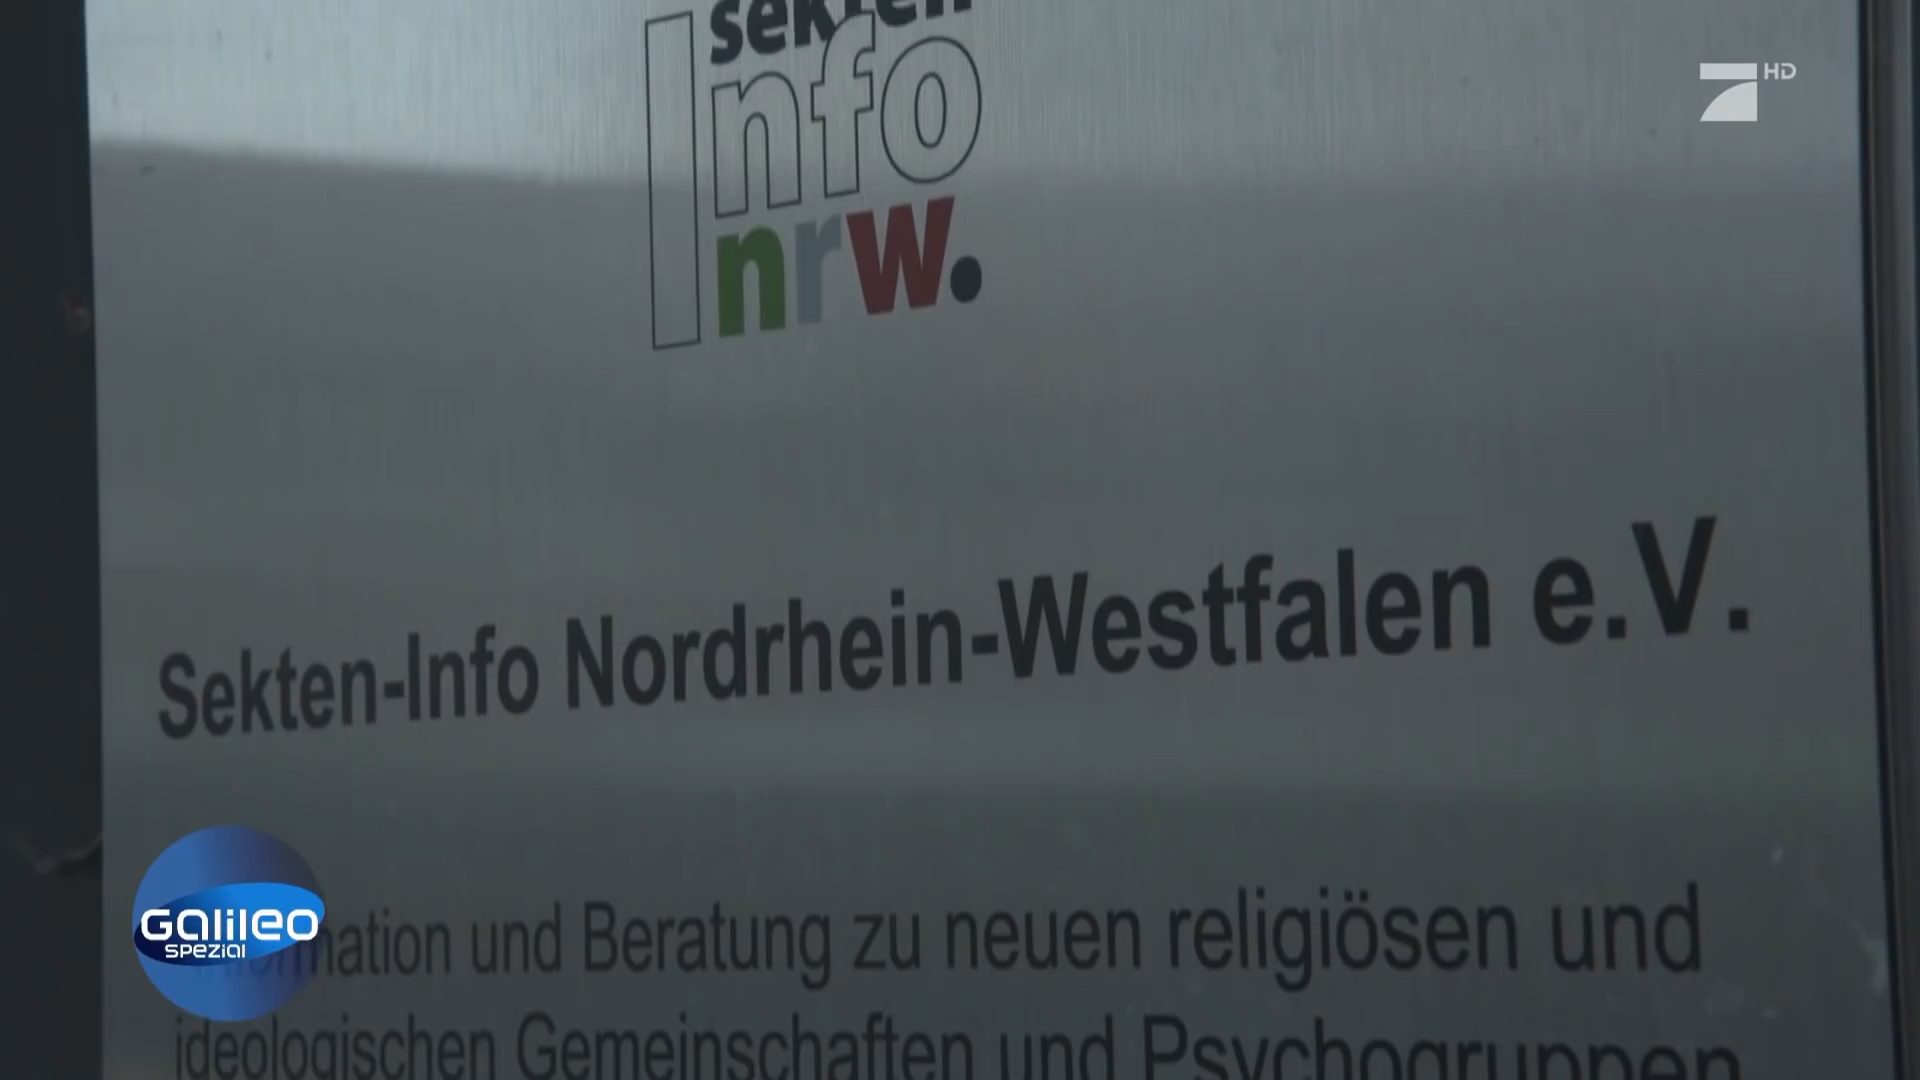 sekten
Info
nrw.
HD
Sekten-Info Nordrhein-Westfalen e.V.
Galileo
Spezial
Information und Beratung zu neuen religiösen und
ideologischen Gemeinschaften und Psychogruppen